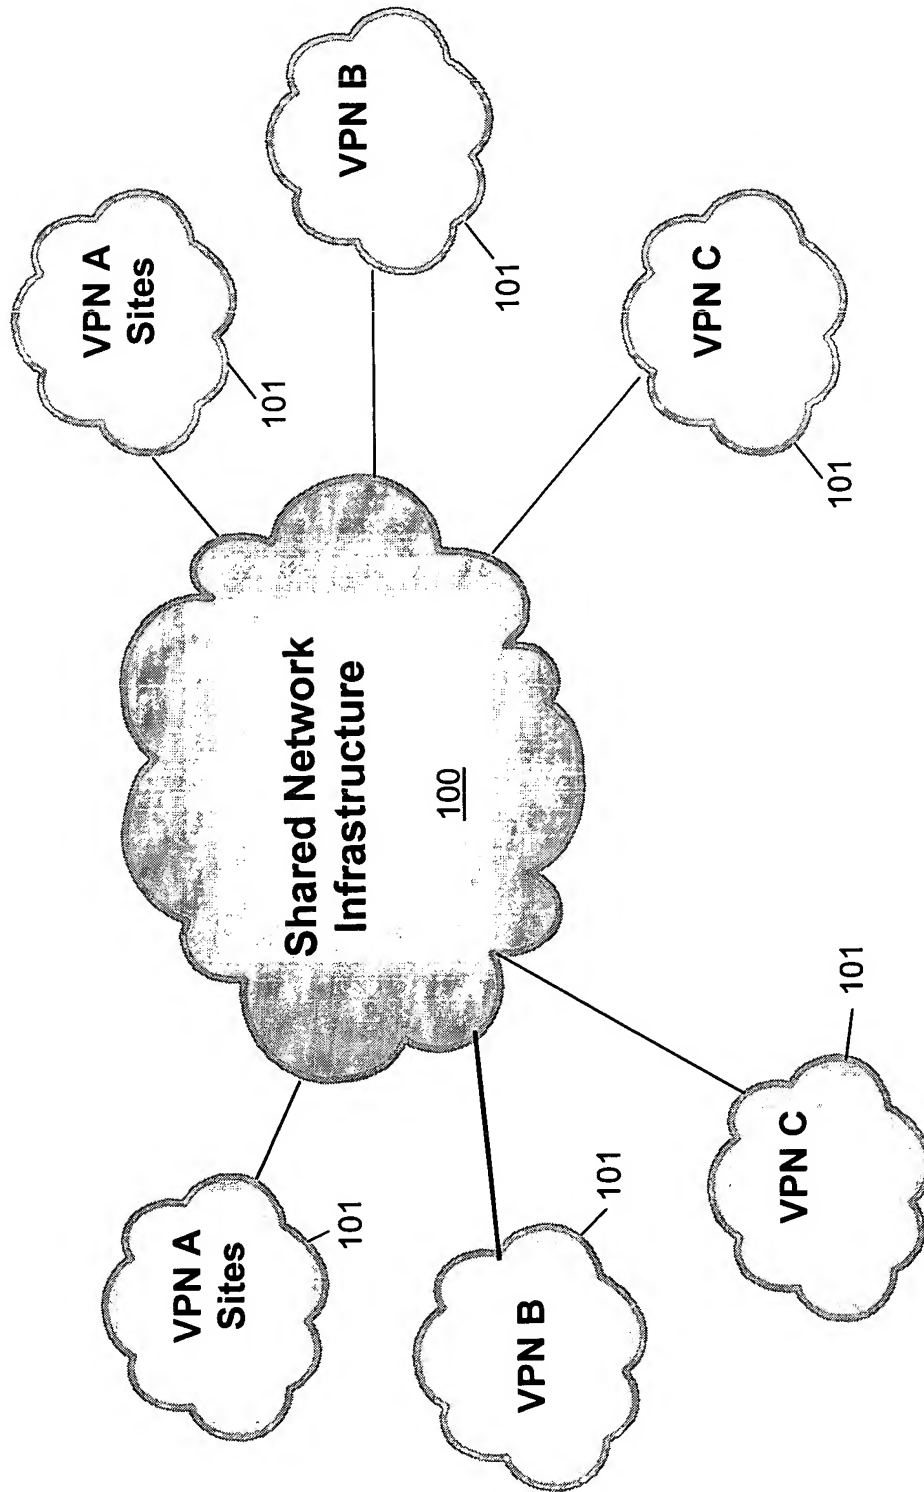 VPN A
Sites
101
VPN B
101
VPN C
101
Shared Network
Infrastructure
100
VPN A
Sites
101
VPN B
101
VPN C
101